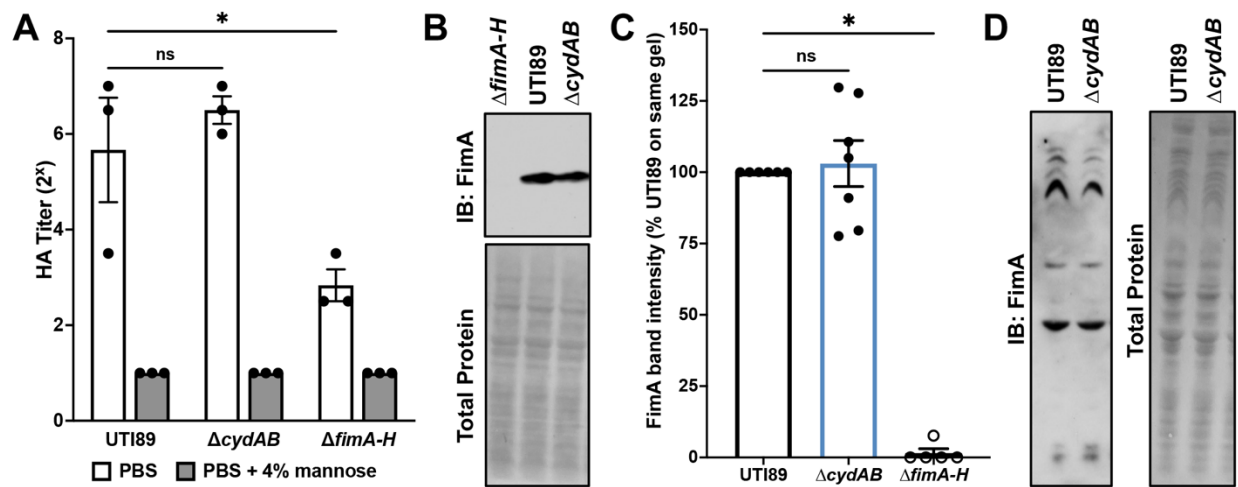 A
*
ns
HA Titer (2ˣ)
8
6
4
2
0
UTI89
ΔcydAB
ΔfimA-H
PBS
PBS + 4% mannose
B
ΔfimA-H
UTI89
ΔcydAB
IB: FimA
Total Protein
C
*
ns
FimA band intensity (% UTI89 on same gel)
150
125
100
75
50
25
0
UTI89
ΔcydAB
ΔfimA-H
D
UTI89
ΔcydAB
IB: FimA
UTI89
ΔcydAB
Total Protein